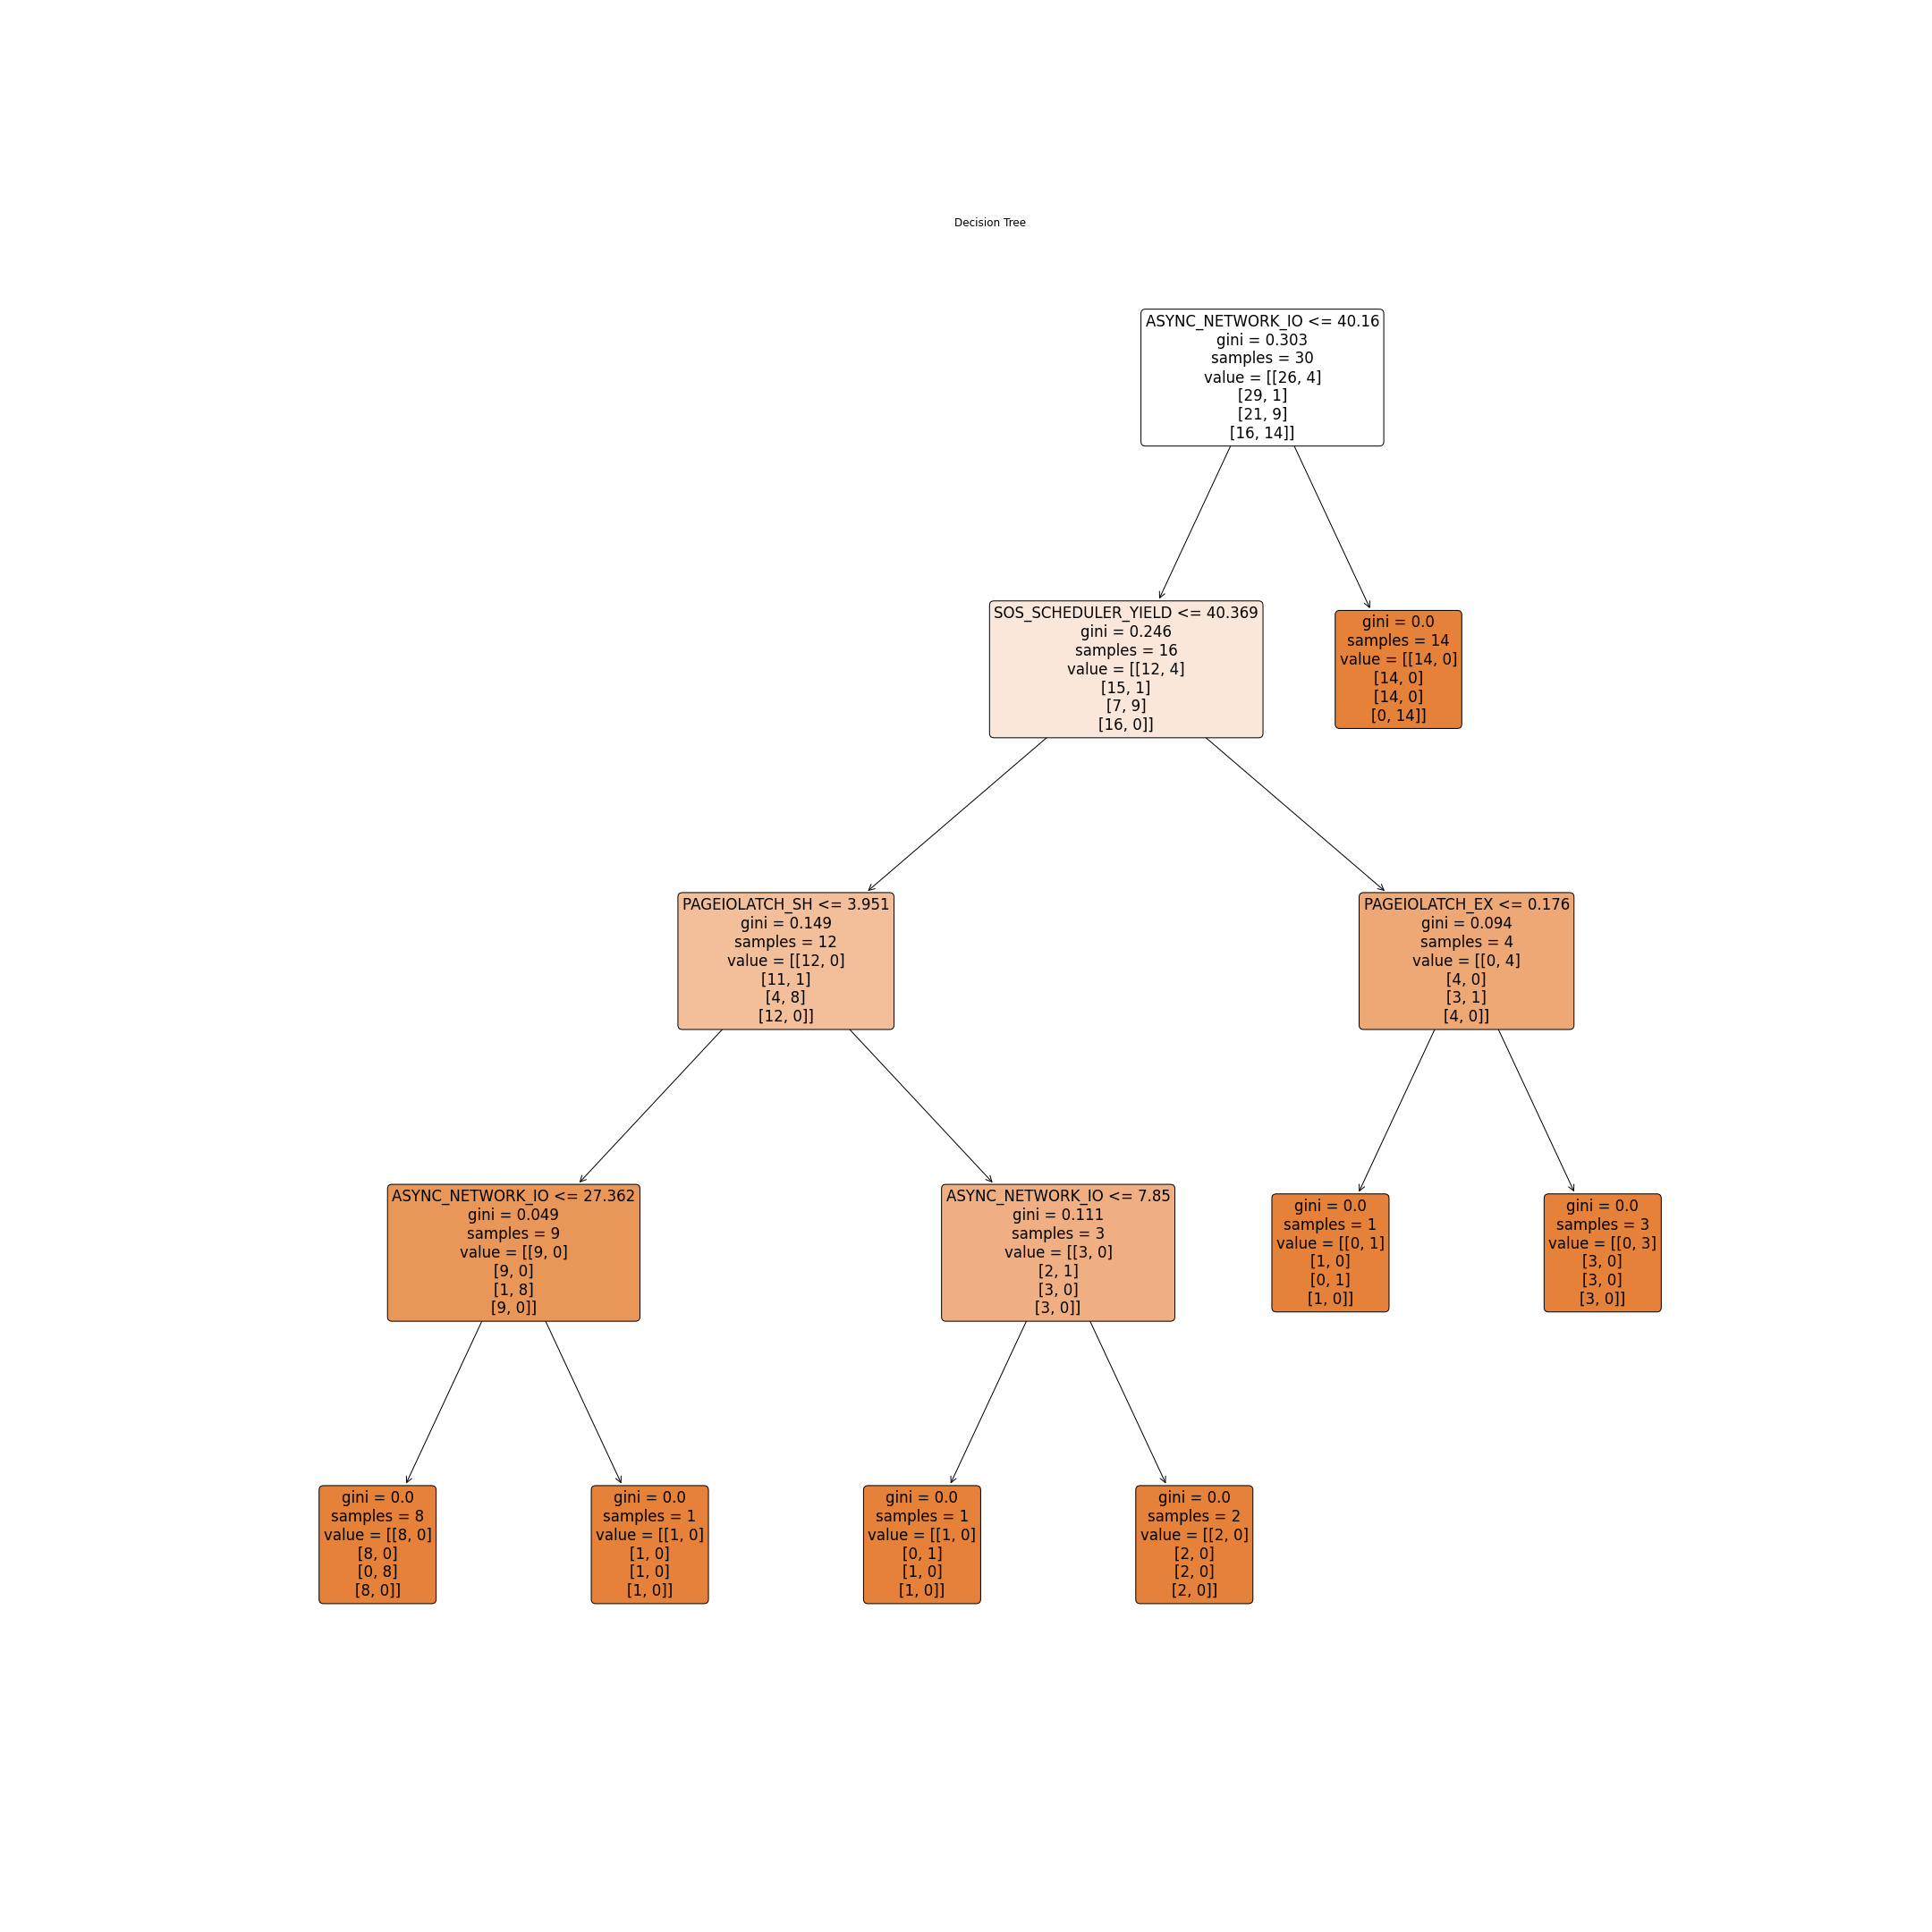 Decision Tree
ASYNC_NETWORK_IO <= 40.16
gini = 0.303
samples = 30
value = [[26, 4]
[29, 1]
[21, 9]
[16, 14]]
SOS_SCHEDULER_YIELD <= 40.369
gini = 0.246
samples = 16
value = [[12, 4]
[15, 1]
[7, 9]
[16, 0]]
gini = 0.0
samples = 14
value = [[14, 0]
[14, 0]
[14, 0]
[0, 14]]
PAGEIOLATCH_SH <= 3.951
gini = 0.149
samples = 12
value = [[12, 0]
[11, 1]
[4, 8]
[12, 0]]
PAGEIOLATCH_EX <= 0.176
gini = 0.094
samples = 4
value = [[0, 4]
[4, 0]
[3, 1]
[4, 0]]
ASYNC_NETWORK_IO <= 27.362
gini = 0.049
samples = 9
value = [[9, 0]
[9, 0]
[1, 8]
[9, 0]]
ASYNC_NETWORK_IO <= 7.85
gini = 0.111
samples = 3
value = [[3, 0]
[2, 1]
[3, 0]
[3, 0]]
gini = 0.0
samples = 1
value = [[0, 1]
[1, 0]
[0, 1]
[1, 0]]
gini = 0.0
samples = 3
value = [[0, 3]
[3, 0]
[3, 0]
[3, 0]]
gini = 0.0
samples = 8
value = [[8, 0]
[8, 0]
[0, 8]
[8, 0]]
gini = 0.0
samples = 1
value = [[1, 0]
[1, 0]
[1, 0]
[1, 0]]
gini = 0.0
samples = 1
value = [[1, 0]
[0, 1]
[1, 0]
[1, 0]]
gini = 0.0
samples = 2
value = [[2, 0]
[2, 0]
[2, 0]
[2, 0]]